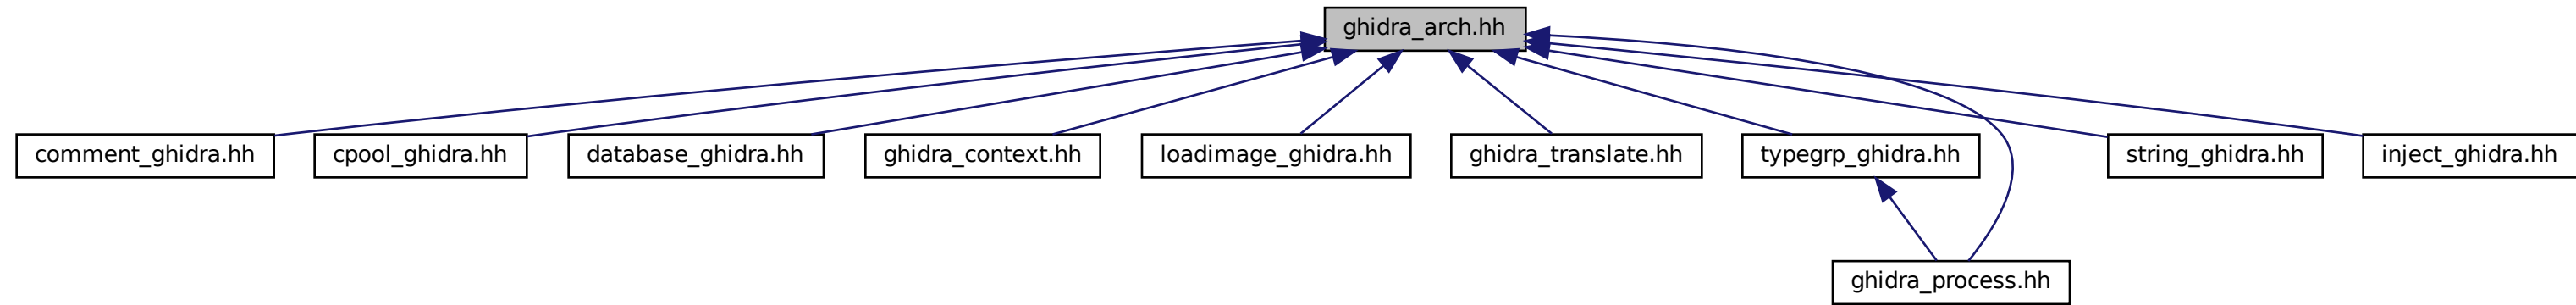 ghidra_arch.hh
comment_ghidra.hh
cpool_ghidra.hh
database_ghidra.hh
ghidra_context.hh
loadimage_ghidra.hh
ghidra_translate.hh
typegrp_ghidra.hh
string_ghidra.hh
inject_ghidra.hh
ghidra_process.hh